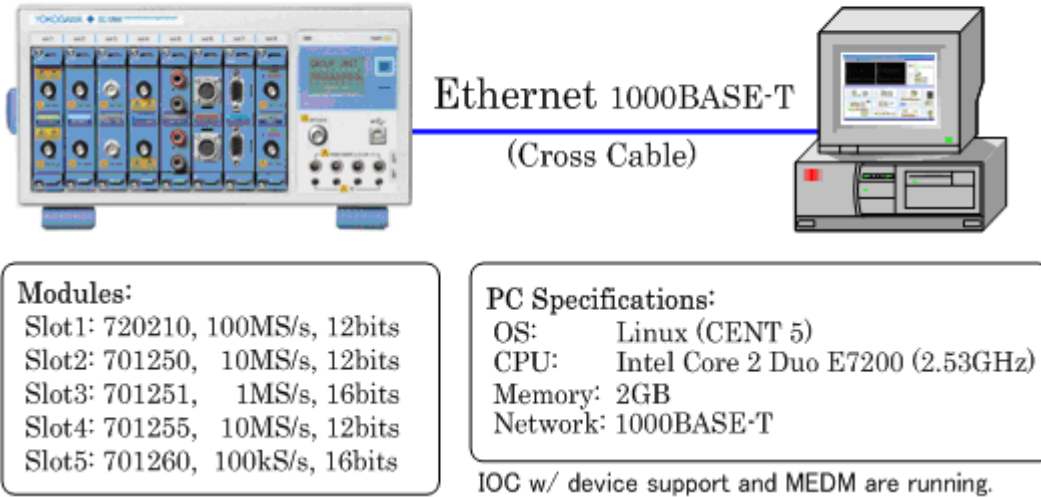 YOKOGAWA
Ethernet 1000BASE-T
(Cross Cable)
Modules:
Slot1: 720210, 100MS/s, 12bits
Slot2: 701250, 10MS/s, 12bits
Slot3: 701251, 1MS/s, 16bits
Slot4: 701255, 10MS/s, 12bits
Slot5: 701260, 100kS/s, 16bits
PC Specifications:
OS: Linux (CENT 5)
CPU: Intel Core 2 Duo E7200 (2.53GHz)
Memory: 2GB
Network: 1000BASE-T
IOC w/ device support and MEDM are running.